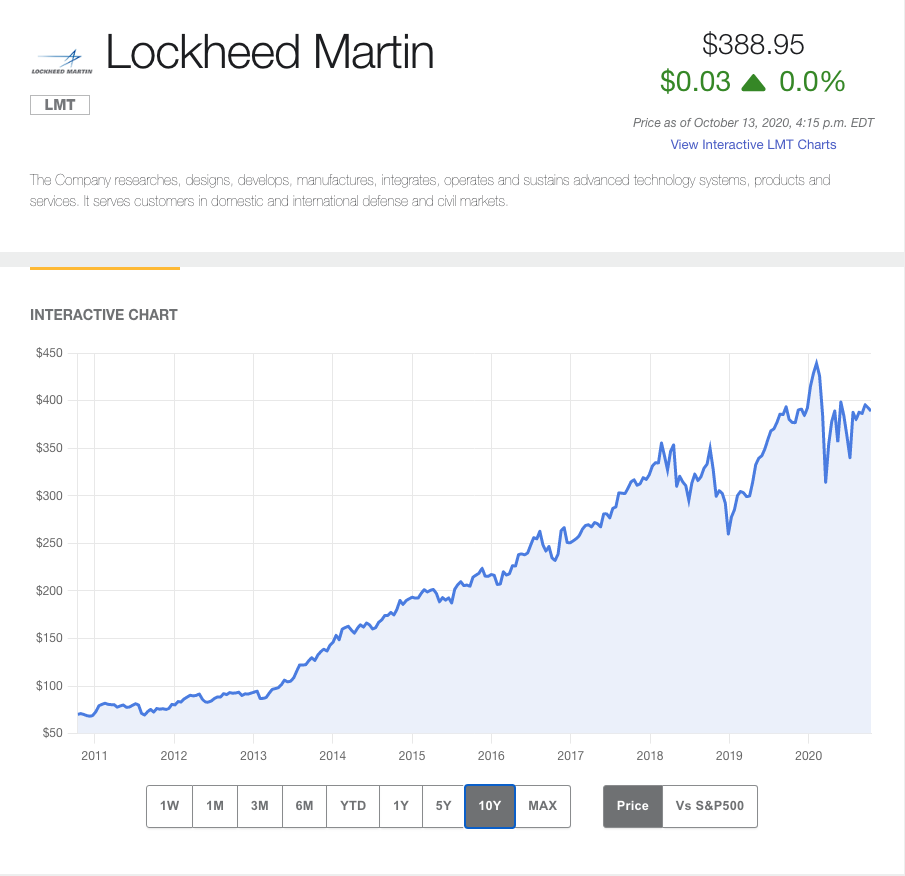 Lockheed Martin
LOCKHEED MARTIN
LMT
$388.95
$0.03 ▲ 0.0%
Price as of October 13, 2020, 4:15 p.m. EDT
View Interactive LMT Charts
The Company researches, designs, develops, manufactures, integrates, operates and sustains advanced technology systems, products and
services. It serves customers in domestic and international defense and civil markets.
INTERACTIVE CHART
$450
$400
$350
$300
$250
$200
$150
$100
$50
2011 2012 2013 2014 2015 2016 2017 2018 2019 2020
1W 1M 3M 6M YTD 1Y 5Y 10Y MAX Price Vs S&P500